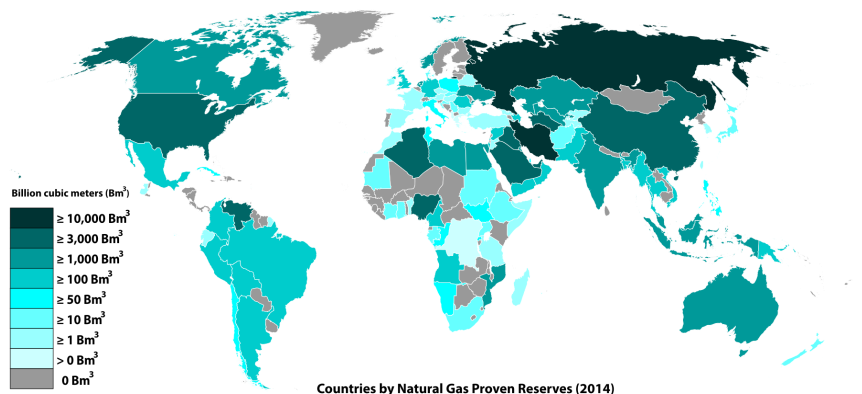 Billion cubic meters (Bm³)
≥ 10,000 Bm³
≥ 3,000 Bm³
≥ 1,000 Bm³
≥ 100 Bm³
≥ 50 Bm³
≥ 10 Bm³
≥ 1 Bm³
> 0 Bm³
0 Bm³
Countries by Natural Gas Proven Reserves (2014)